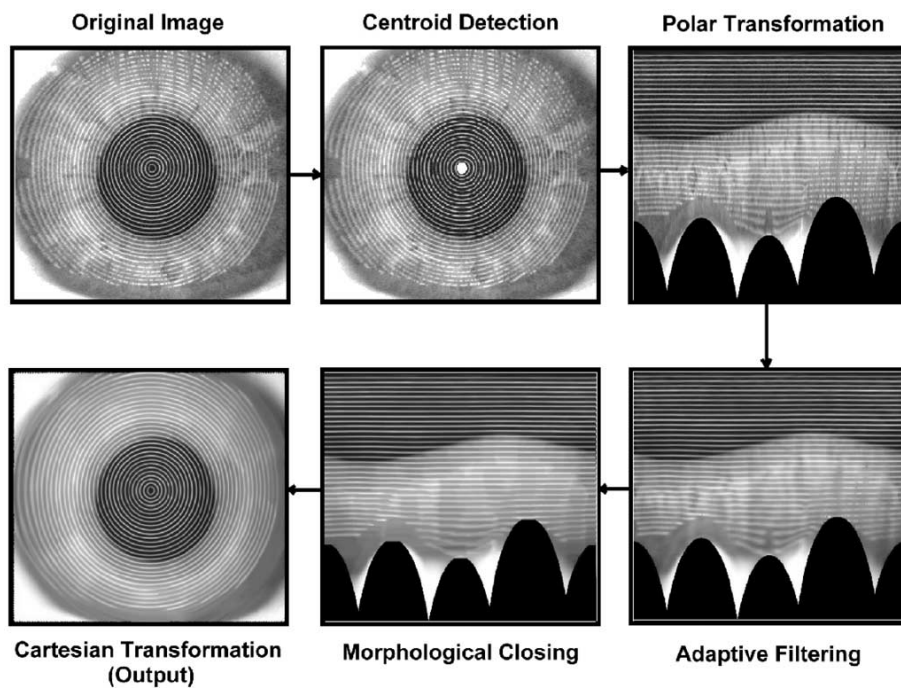 Original Image
Centroid Detection
Polar Transformation
Cartesian Transformation
(Output)
Morphological Closing
Adaptive Filtering